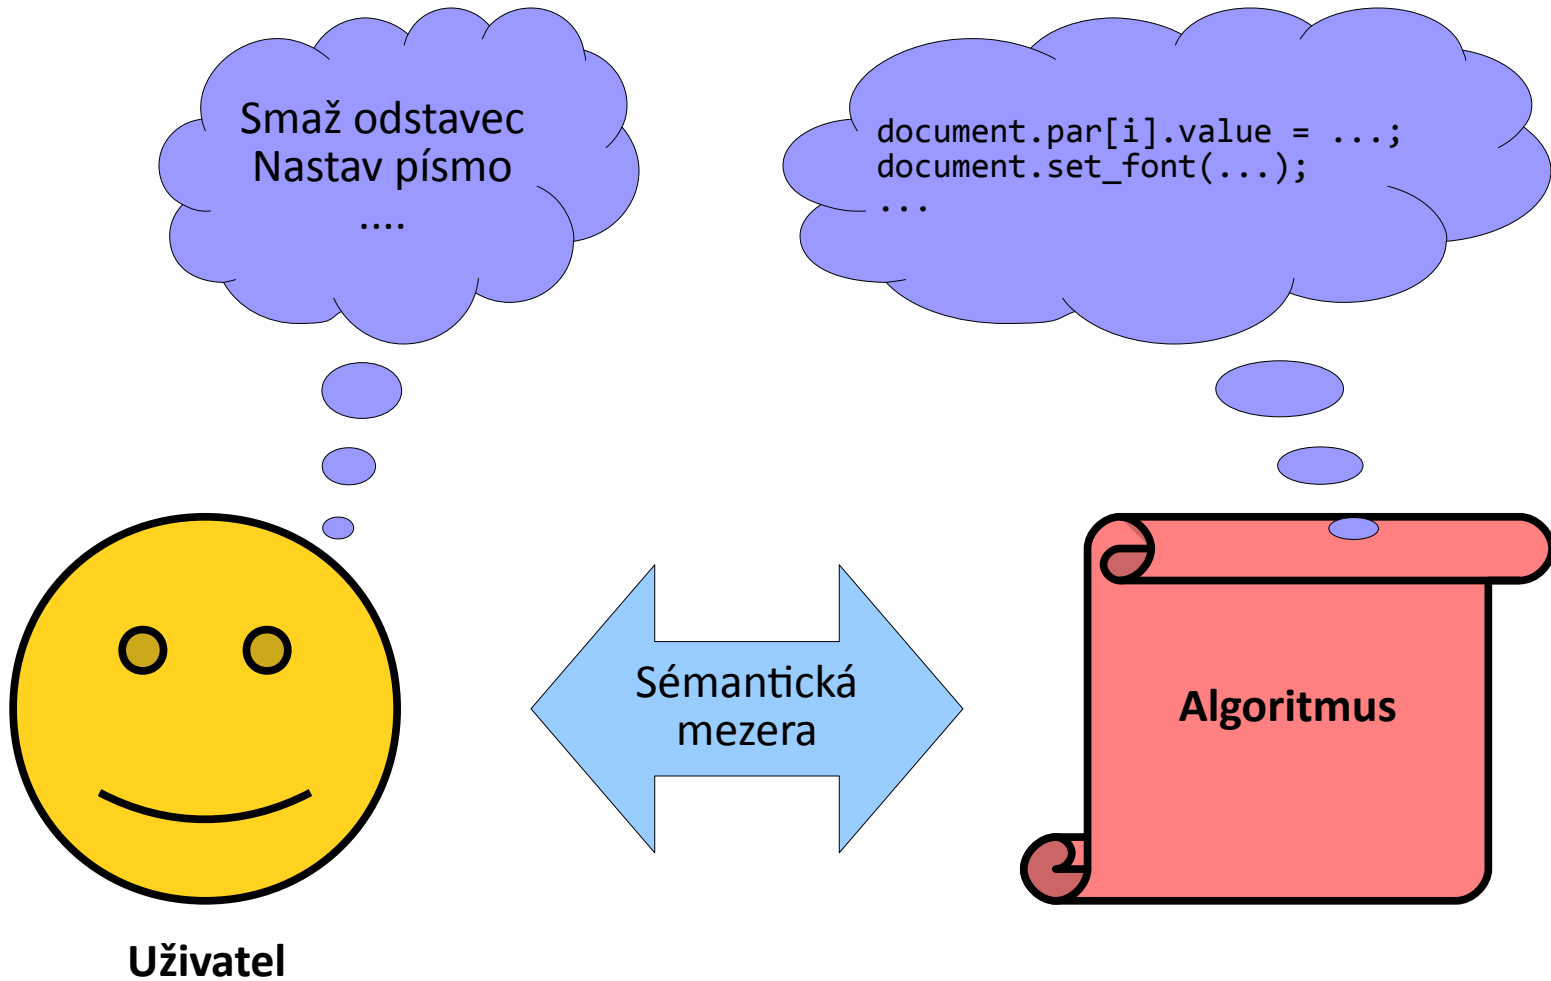 Smaž odstavec
Nastav písmo
....
document.par[i].value = ...;
document.set_font(...);
...
Sémantická
mezera
Algoritmus
Uživatel